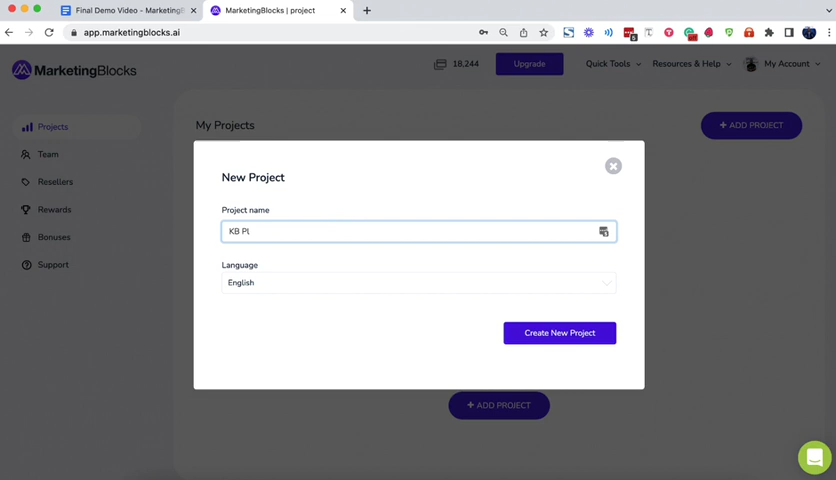 Final Demo Video - MarketingB
MarketingBlocks | project
app.marketingblocks.ai
MarketingBlocks
18,244
Upgrade
Quick Tools
Resources & Help
My Account
Projects
My Projects
+ ADD PROJECT
Team
Resellers
Rewards
Bonuses
Support
New Project
Project name
KB Pl
Language
English
Create New Project
+ ADD PROJECT